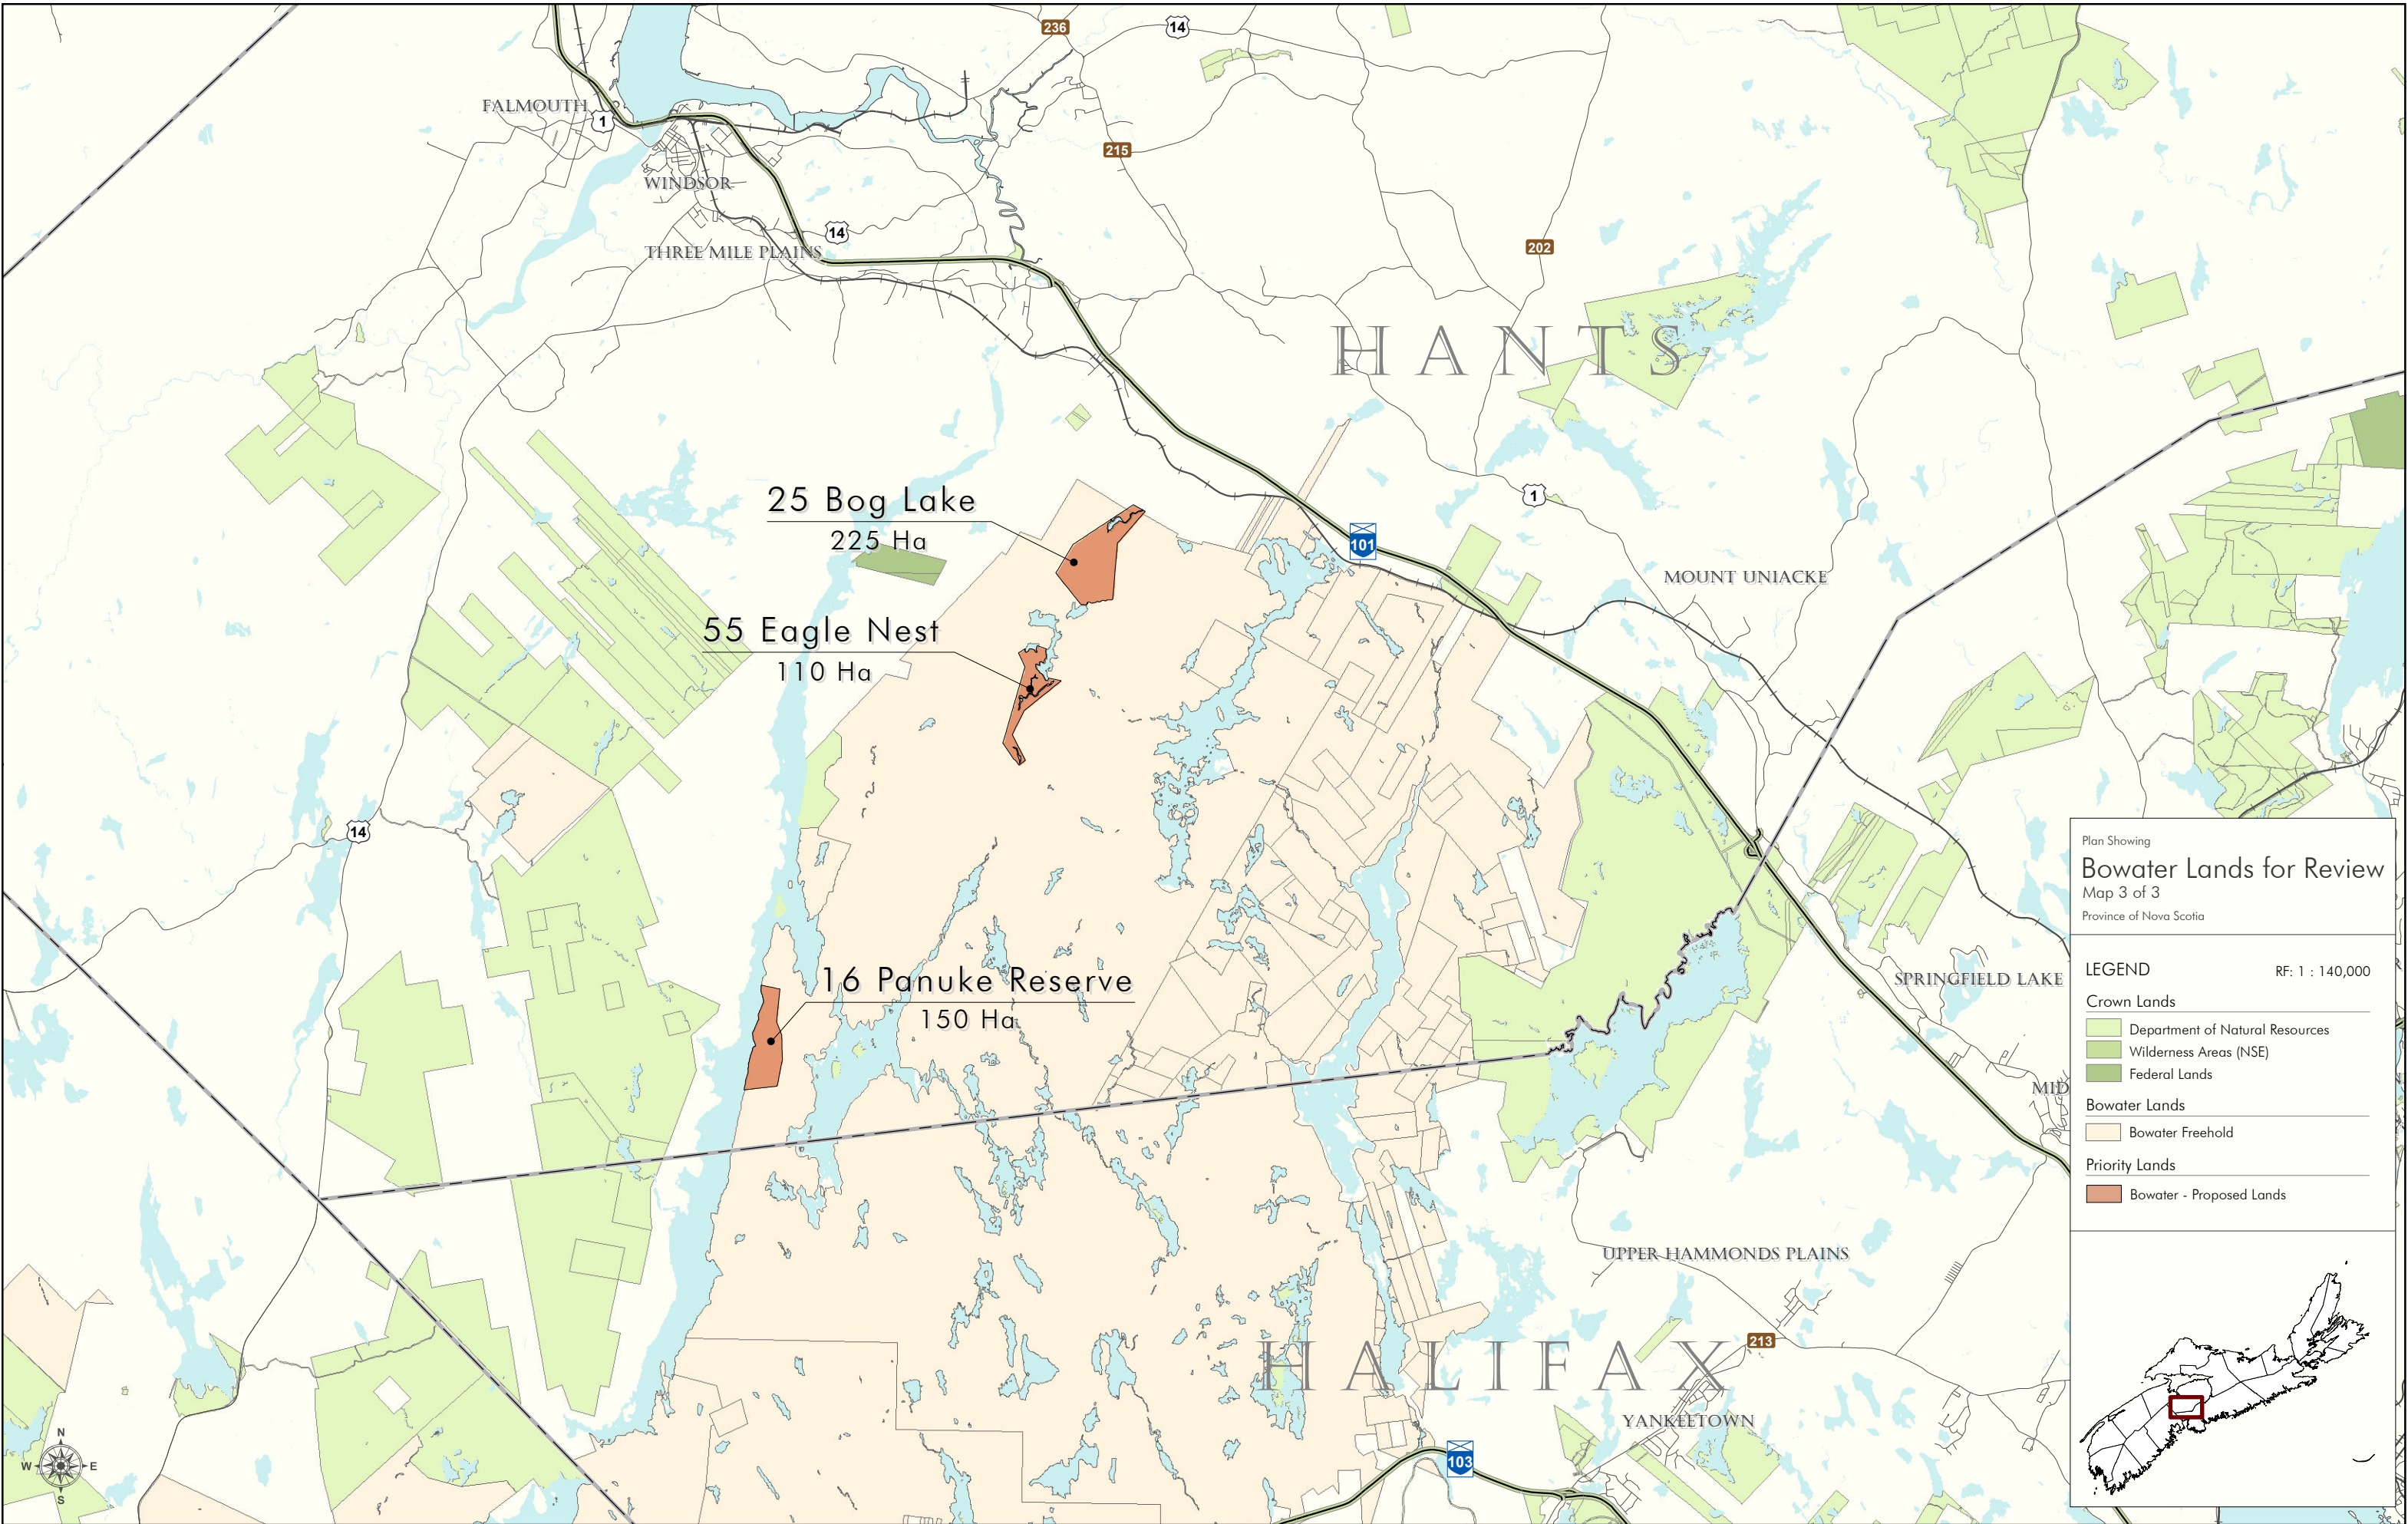 236
14
FALMOUTH
1
215
WINDSOR
14
THREE MILE PLAINS
202
HANTS
25 Bog Lake
225 Ha
1
101
MOUNT UNIACKE
55 Eagle Nest
110 Ha
14
16 Panuke Reserve
150 Ha
SPRINGFIELD LAKE
MID
UPPER HAMMONDS PLAINS
213
HALIFAX
YANKEETOWN
103
N
W
E
S
Plan Showing
Bowater Lands for Review
Map 3 of 3
Province of Nova Scotia
LEGEND
RF: 1 : 140,000
Crown Lands
Department of Natural Resources
Wilderness Areas (NSE)
Federal Lands
Bowater Lands
Bowater Freehold
Priority Lands
Bowater - Proposed Lands